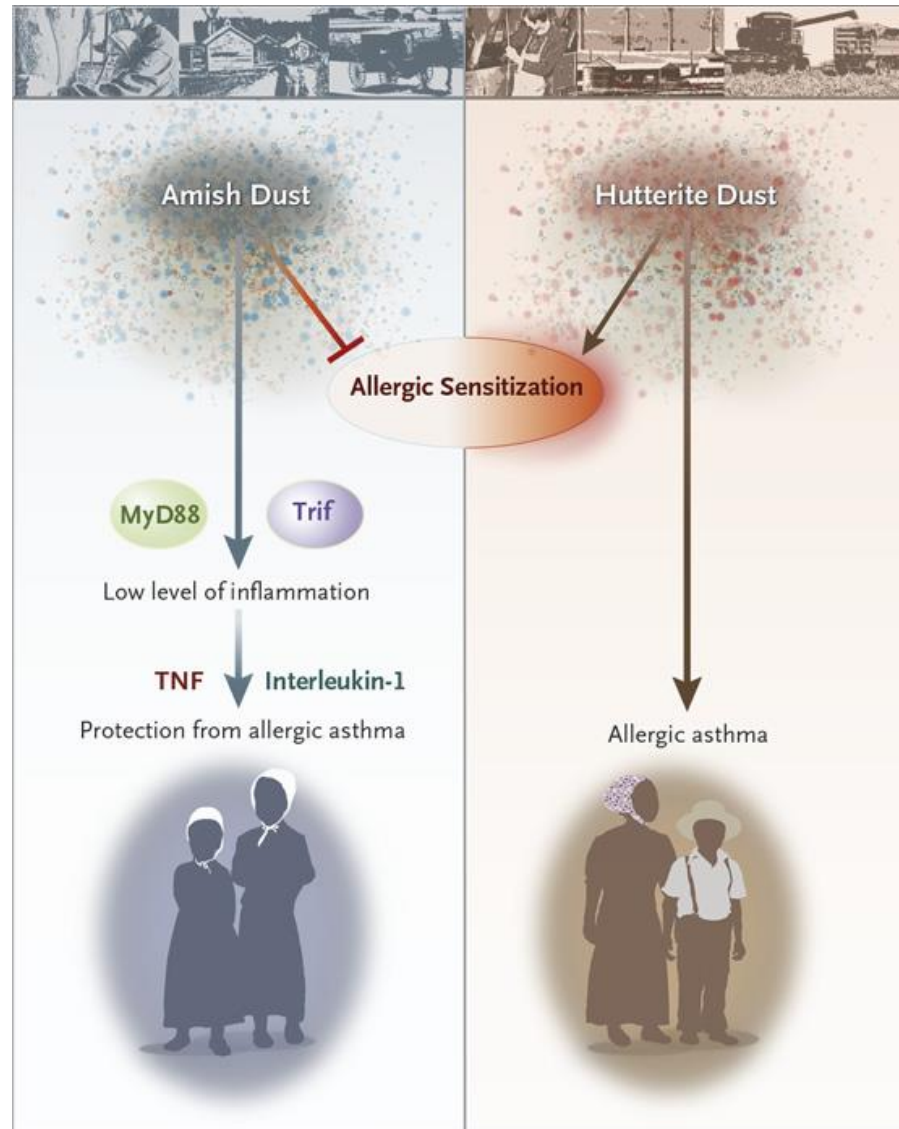 Amish Dust
Hutterite Dust
Allergic Sensitization
MyD88
Trif
Low level of inflammation
TNF
Interleukin-1
Protection from allergic asthma
Allergic asthma